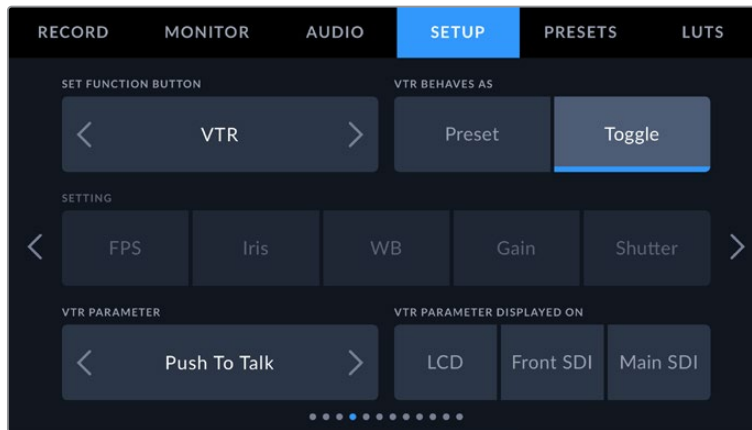 RECORD MONITOR AUDIO SETUP PRESETS LUTS
SET FUNCTION BUTTON VTR BEHAVES AS
VTR Preset Toggle
SETTING
FPS Iris WB Gain Shutter
VTR PARAMETER VTR PARAMETER DISPLAYED ON
Push To Talk LCD Front SDI Main SDI